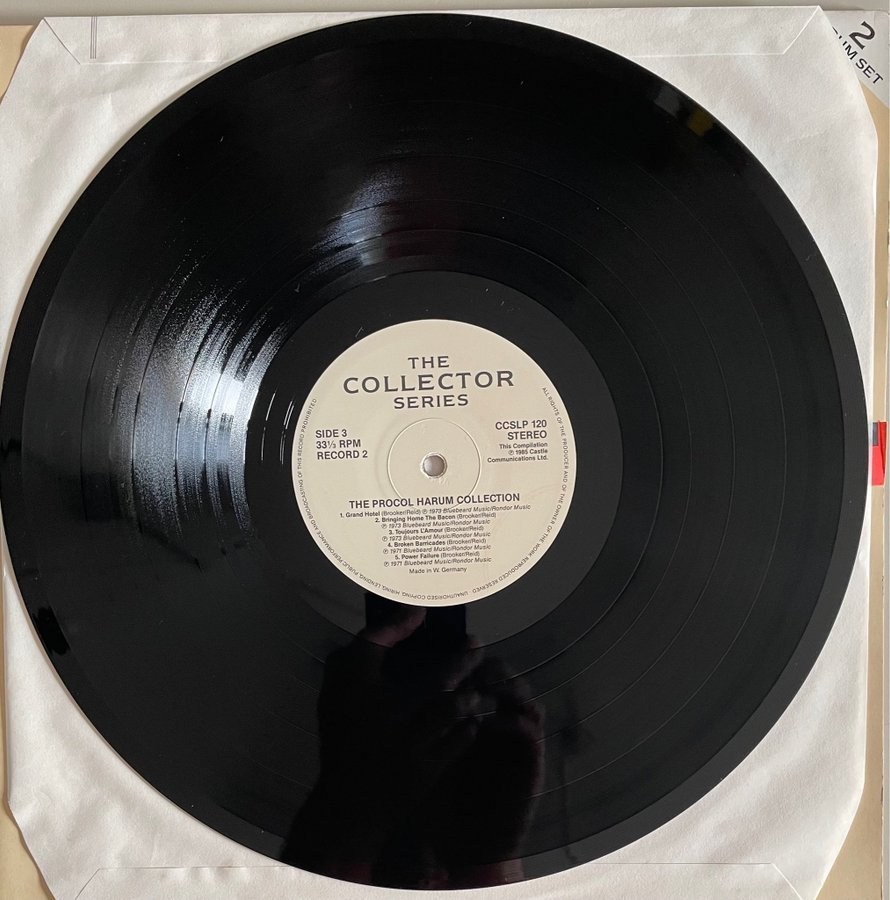 2
UM SET
THE
COLLECTOR
SERIES
SIDE 3
33⅓ RPM
RECORD 2
CCSLP 120
STEREO
This Compilation
℗ 1985 Castle
Communications Ltd.
THE PROCOL HARUM COLLECTION
1. Grand Hotel (Brooker/Reid) ℗ 1973 Bluebeard Music/Rondor Music
2. Bringing Home The Bacon (Brooker/Reid)
℗ 1973 Bluebeard Music/Rondor Music
3. Toujours L'Amour (Brooker/Reid)
℗ 1973 Bluebeard Music/Rondor Music
4. Broken Barricades (Brooker/Reid)
℗ 1971 Bluebeard Music/Rondor Music
5. Power Failure (Brooker/Reid)
℗ 1971 Bluebeard Music/Rondor Music
Made in W. Germany
ALL RIGHTS OF THE PRODUCER AND OF THE OWNER OF THE WORK REPRODUCED RESERVED. UNAUTHORISED COPYING, HIRING, LENDING, PUBLIC PERFORMANCE AND BROADCASTING OF THIS RECORD PROHIBITED